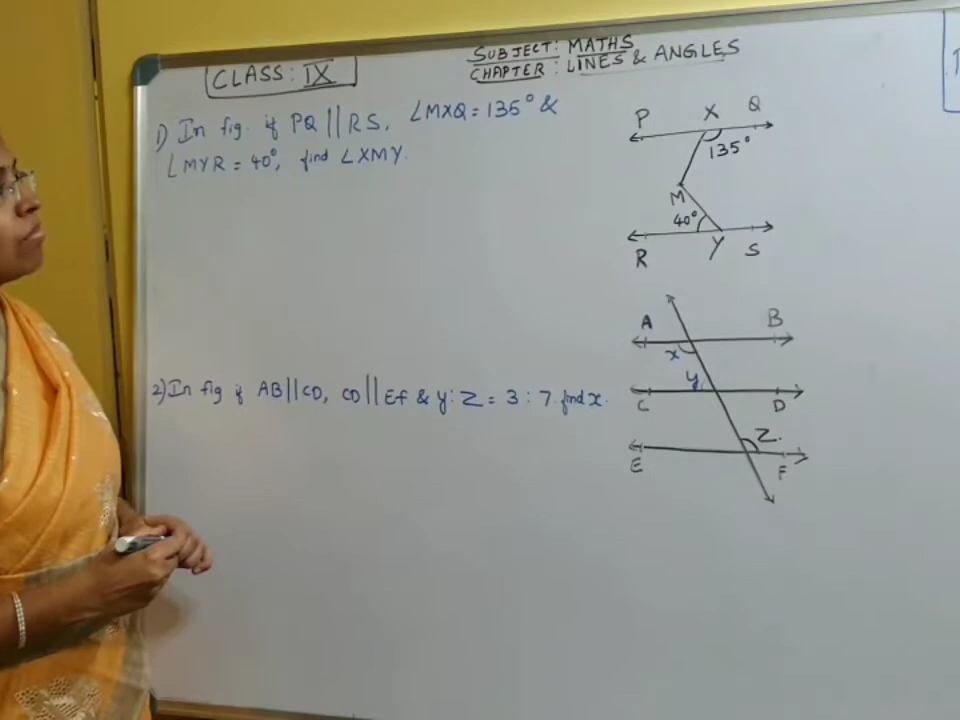 CLASS: IX
SUBJECT: MATHS
CHAPTER: LINES & ANGLES
1) In fig. if PQ || RS, ∠MXQ = 135° &
∠MYR = 40°, find ∠XMY.
P X Q
135°
M
40°
R Y S
2) In fig if AB||CD, CD||EF & y:z = 3:7. find x.
A B
x
y
C D
z.
E F